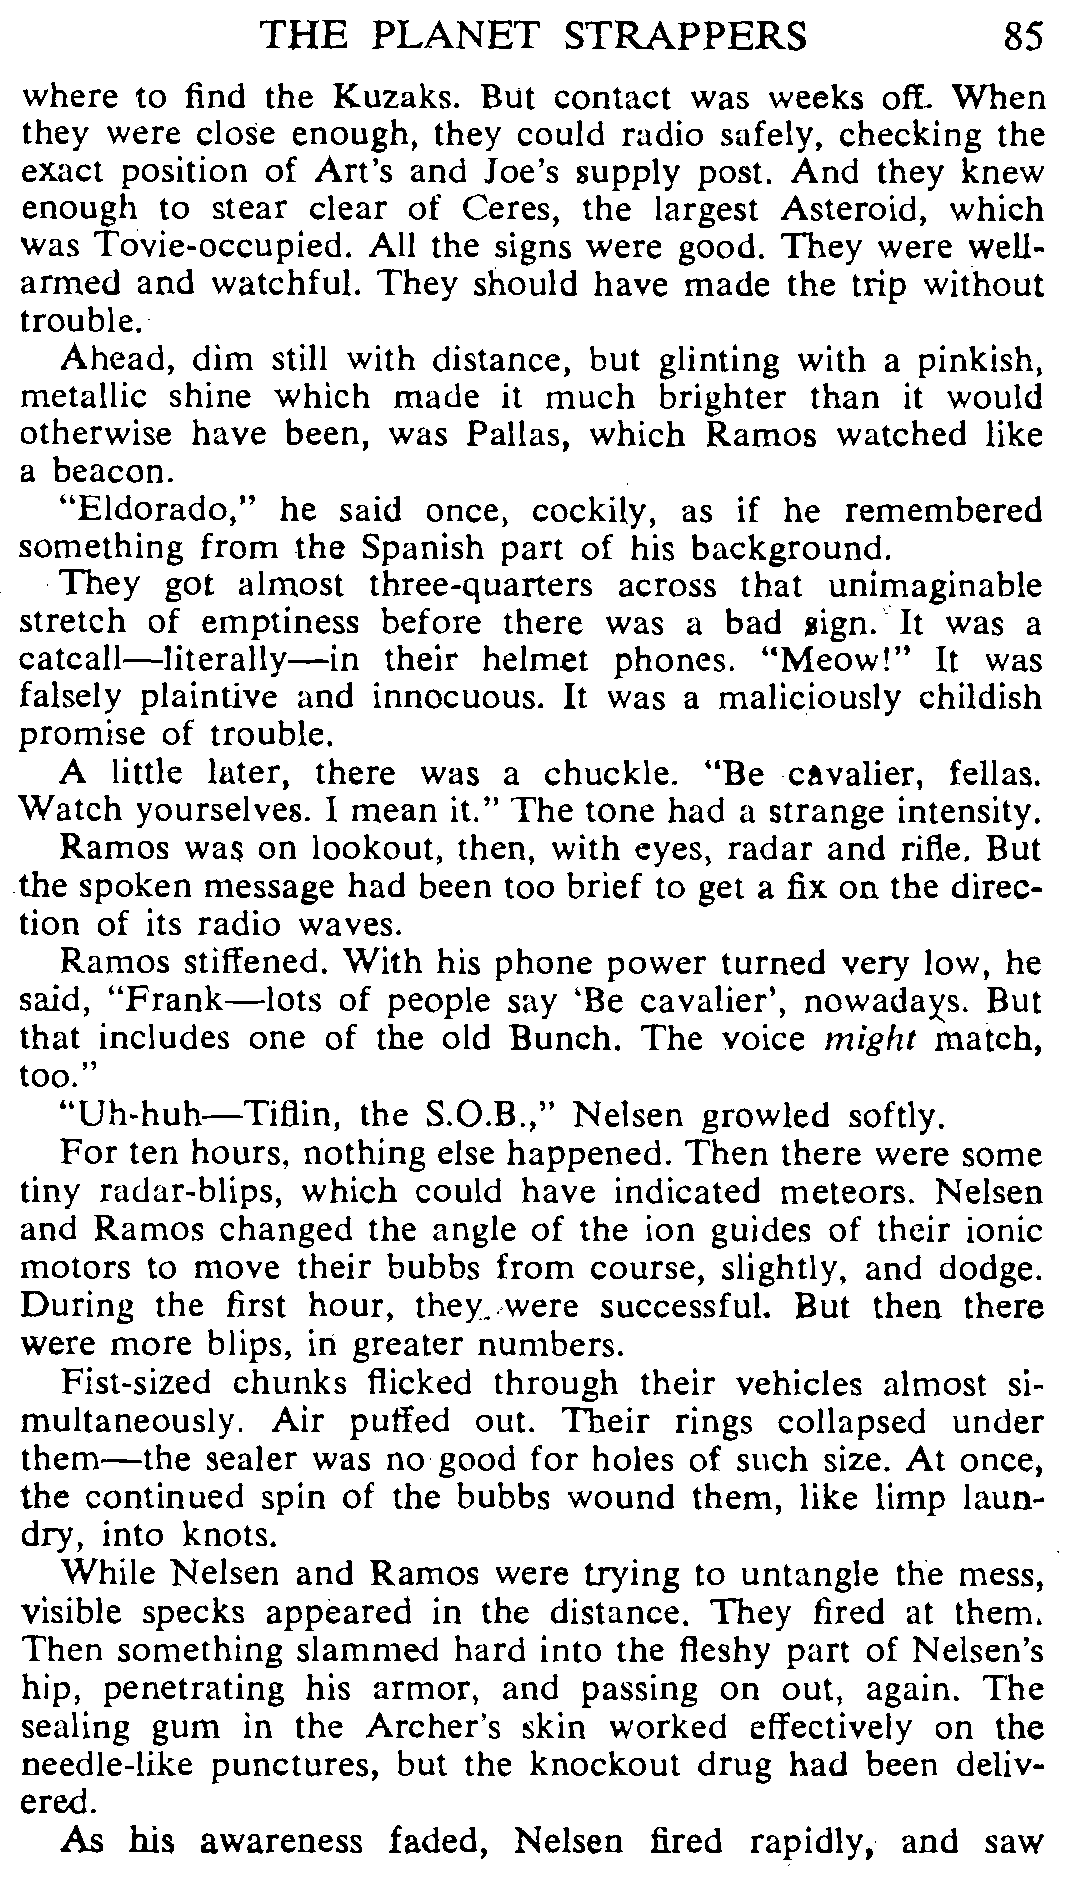 THE PLANET STRAPPERS 85
where to find the Kuzaks. But contact was weeks off. When
they were close enough, they could radio safely, checking the
exact position of Art's and Joe's supply post. And they knew
enough to stear clear of Ceres, the largest Asteroid, which
was Tovie-occupied. All the signs were good. They were well-
armed and watchful. They should have made the trip without
trouble.
Ahead, dim still with distance, but glinting with a pinkish,
metallic shine which made it much brighter than it would
otherwise have been, was Pallas, which Ramos watched like
a beacon.
"Eldorado," he said once, cockily, as if he remembered
something from the Spanish part of his background.
They got almost three-quarters across that unimaginable
stretch of emptiness before there was a bad sign. It was a
catcall—literally—in their helmet phones. "Meow!" It was
falsely plaintive and innocuous. It was a maliciously childish
promise of trouble.
A little later, there was a chuckle. "Be cavalier, fellas.
Watch yourselves. I mean it." The tone had a strange intensity.
Ramos was on lookout, then, with eyes, radar and rifle. But
the spoken message had been too brief to get a fix on the direc-
tion of its radio waves.
Ramos stiffened. With his phone power turned very low, he
said, "Frank—lots of people say 'Be cavalier', nowadays. But
that includes one of the old Bunch. The voice might match,
too."
"Uh-huh—Tiflin, the S.O.B.," Nelsen growled softly.
For ten hours, nothing else happened. Then there were some
tiny radar-blips, which could have indicated meteors. Nelsen
and Ramos changed the angle of the ion guides of their ionic
motors to move their bubbs from course, slightly, and dodge.
During the first hour, they were successful. But then there
were more blips, in greater numbers.
Fist-sized chunks flicked through their vehicles almost si-
multaneously. Air puffed out. Their rings collapsed under
them—the sealer was no good for holes of such size. At once,
the continued spin of the bubbs wound them, like limp laun-
dry, into knots.
While Nelsen and Ramos were trying to untangle the mess,
visible specks appeared in the distance. They fired at them.
Then something slammed hard into the fleshy part of Nelsen's
hip, penetrating his armor, and passing on out, again. The
sealing gum in the Archer's skin worked effectively on the
needle-like punctures, but the knockout drug had been deliv-
ered.
As his awareness faded, Nelsen fired rapidly, and saw